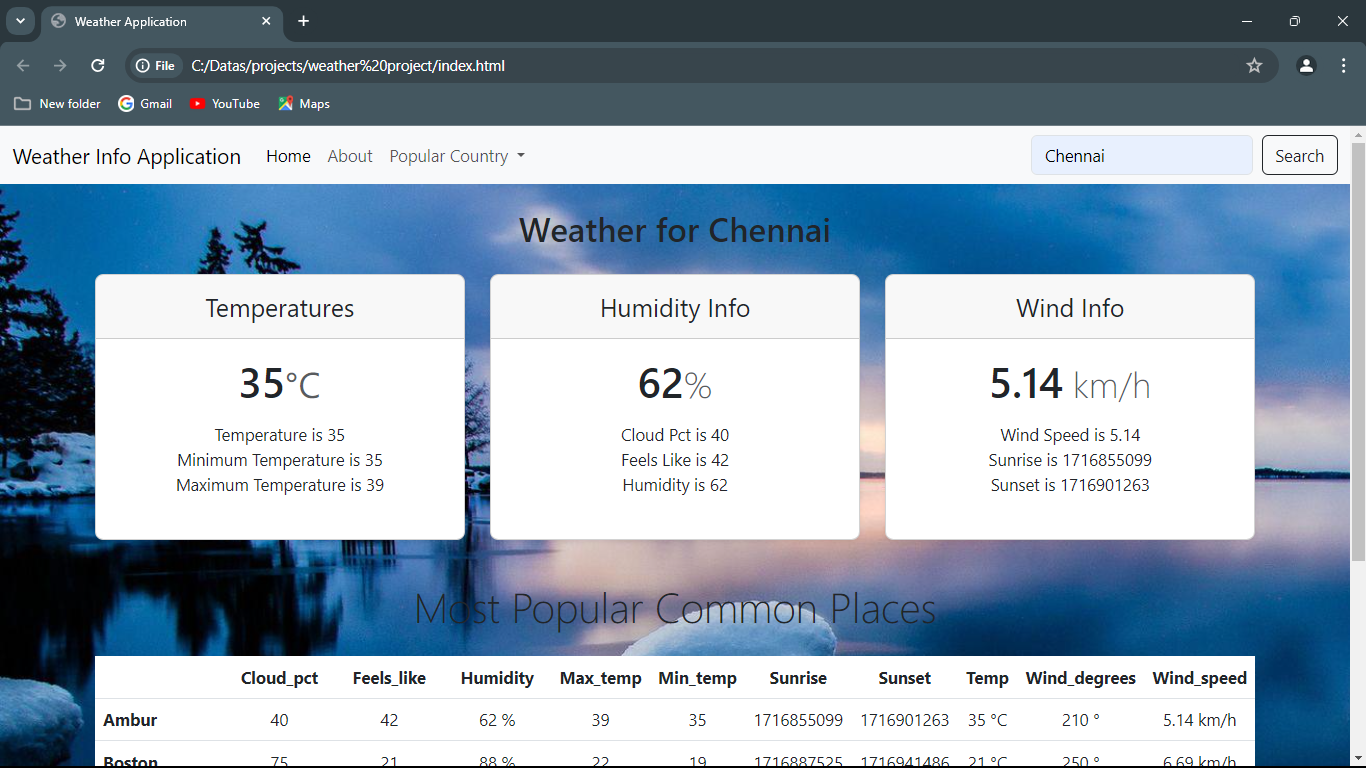 Weather Application
File C:/Datas/projects/weather%20project/index.html
New folder Gmail YouTube Maps
Weather Info Application Home About Popular Country Chennai Search
Weather for Chennai
Temperatures Humidity Info Wind Info
35°C 62% 5.14 km/h
Temperature is 35 Cloud Pct is 40 Wind Speed is 5.14
Minimum Temperature is 35 Feels Like is 42 Sunrise is 1716855099
Maximum Temperature is 39 Humidity is 62 Sunset is 1716901263
Most Popular Common Places
Cloud_pct Feels_like Humidity Max_temp Min_temp Sunrise Sunset Temp Wind_degrees Wind_speed
Ambur 40 42 62 % 39 35 1716855099 1716901263 35 °C 210 ° 5.14 km/h
Boston 75 21 88 % 22 19 1716887525 1716941486 21 °C 250 ° 6.69 km/h